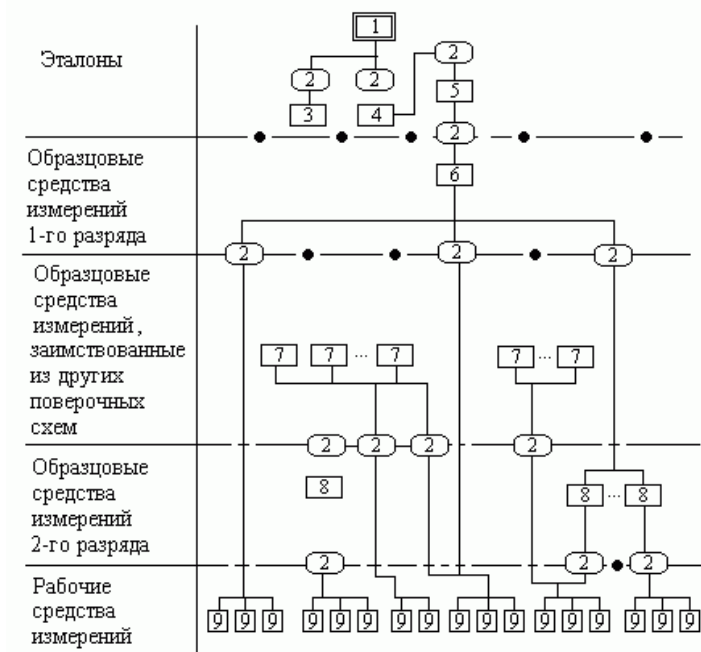 1
Эталоны
2
2 2
5
3 4
2
Образцовые
средства
измерений
1-го разряда
6
2 2 2
Образцовые
средства
измерений,
заимствованные
из других
поверочных
схем
7 7 ... 7 7 ... 7
2 2 2 2
Образцовые
средства
измерений
2-го разряда
8 8 ... 8
2 2 2
Рабочие
средства
измерений
9 9 9 9 9 9 9 9 9 9 9 9 9 9 9 9 9